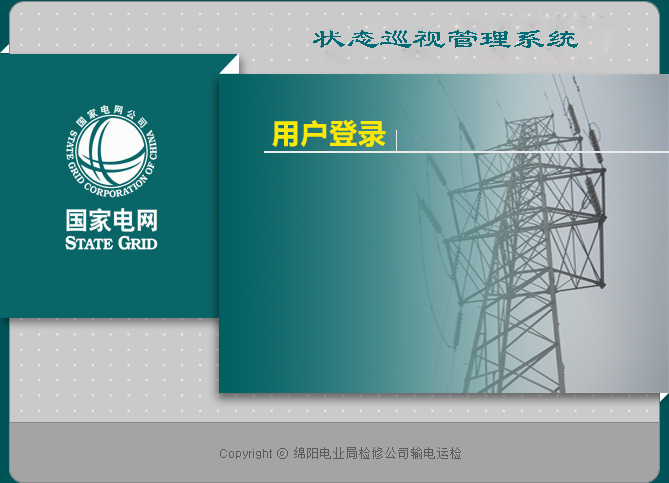 状态巡视管理系统
国家电网公司
STATE GRID CORPORATION OF CHINA
国家电网
STATE GRID
用户登录
Copyright © 绵阳电业局检修公司输电运检